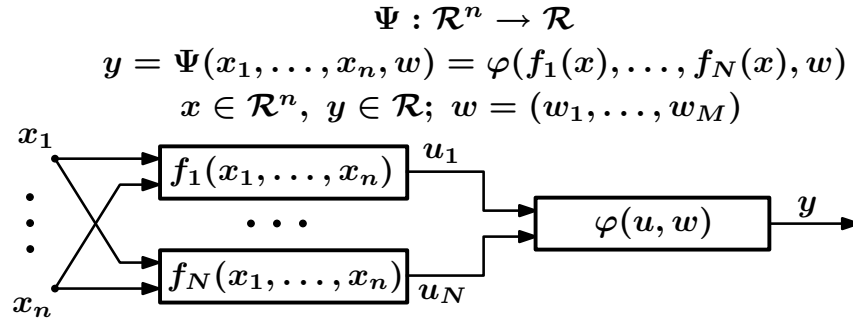 Ψ : ℛⁿ → ℛ
y = Ψ(x₁, . . . , xₙ, w) = φ(f₁(x), . . . , f_N(x), w)
x ∈ ℛⁿ, y ∈ ℛ; w = (w₁, . . . , w_M)
x₁
f₁(x₁, . . . , xₙ)
u₁
φ(u, w)
y
f_N(x₁, . . . , xₙ)
u_N
xₙ